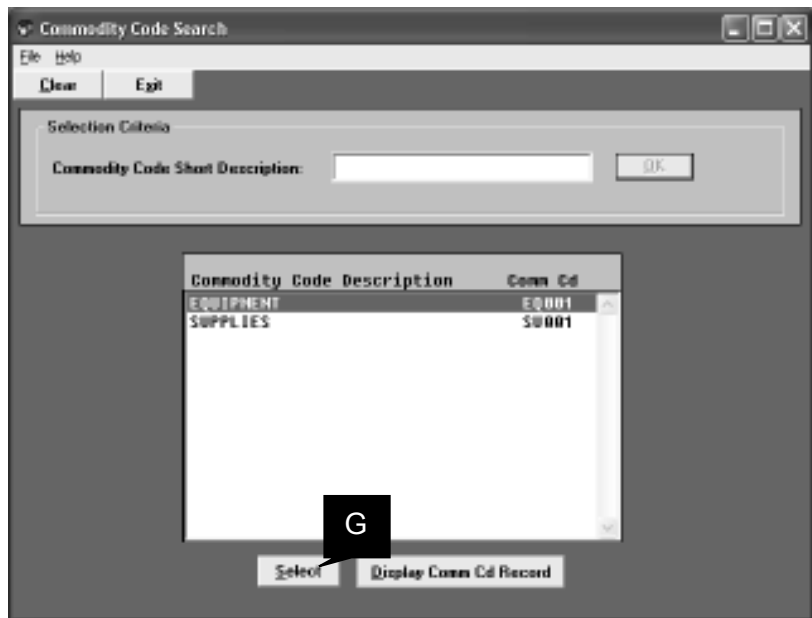 Commodity Code Search
File Help
Clear Exit
Selection Criteria
Commodity Code Short Description: OK
Commodity Code Description Comm Cd
EQUIPMENT EQ001
SUPPLIES SU001
G
Select Display Comm Cd Record